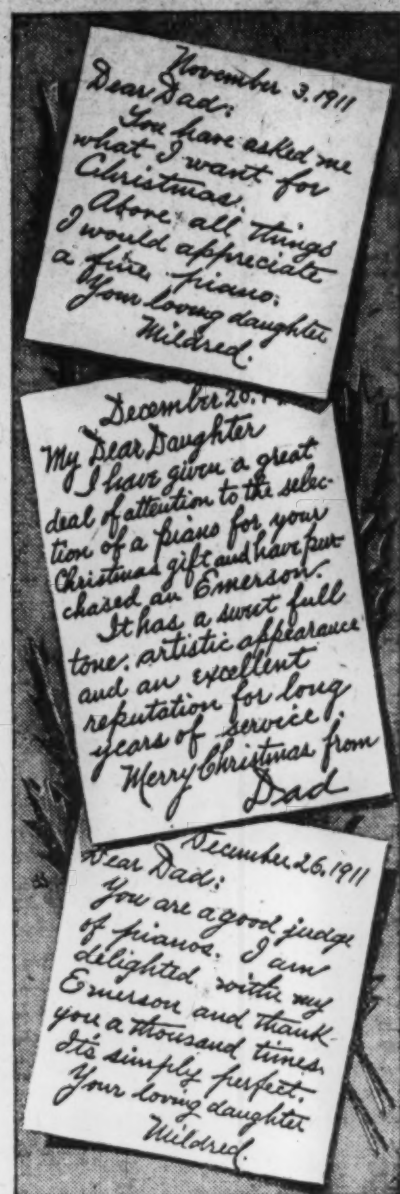 November 3, 1911
Dear Dad:
You have asked me
what I want for
Christmas.
Above all things
I would appreciate
a fine piano.
Your loving daughter
Mildred.
December 20, 1
My Dear Daughter
I have given a great
deal of attention to the selec-
tion of a piano for your
Christmas gift and have pur-
chased an Emerson.
It has a sweet full
tone, artistic appearance
and an excellent
reputation for long
years of service.
Merry Christmas from
Dad
December 26, 1911
Dear Dad:
You are a good judge
of pianos. I am
delighted with my
Emerson and thank
you a thousand times.
It's simply perfect.
Your loving daughter
Mildred.